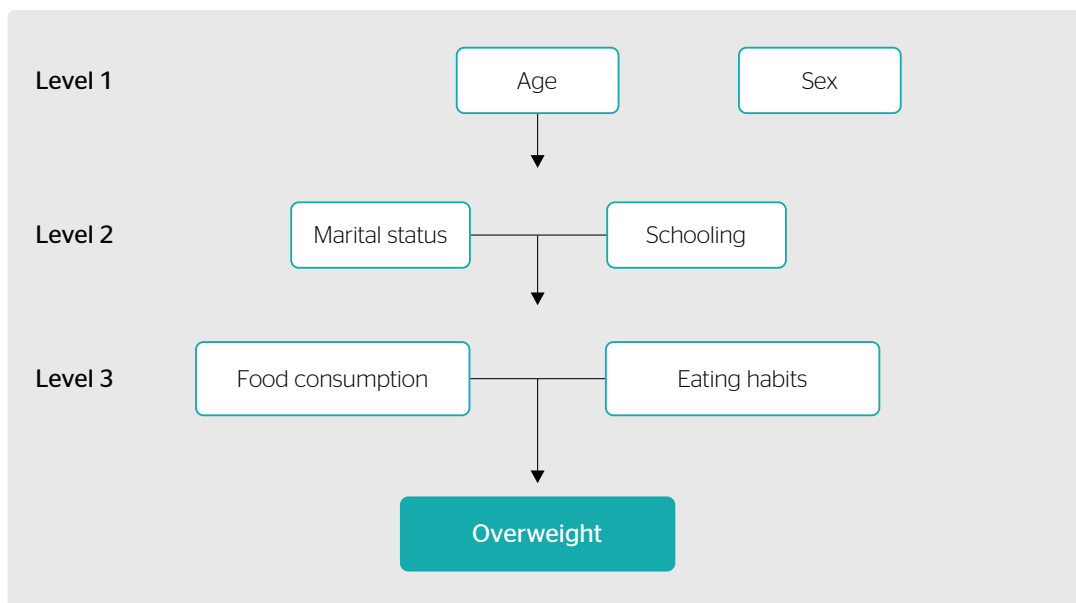 Level 1
Age
Sex
Level 2
Marital status
Schooling
Level 3
Food consumption
Eating habits
Overweight